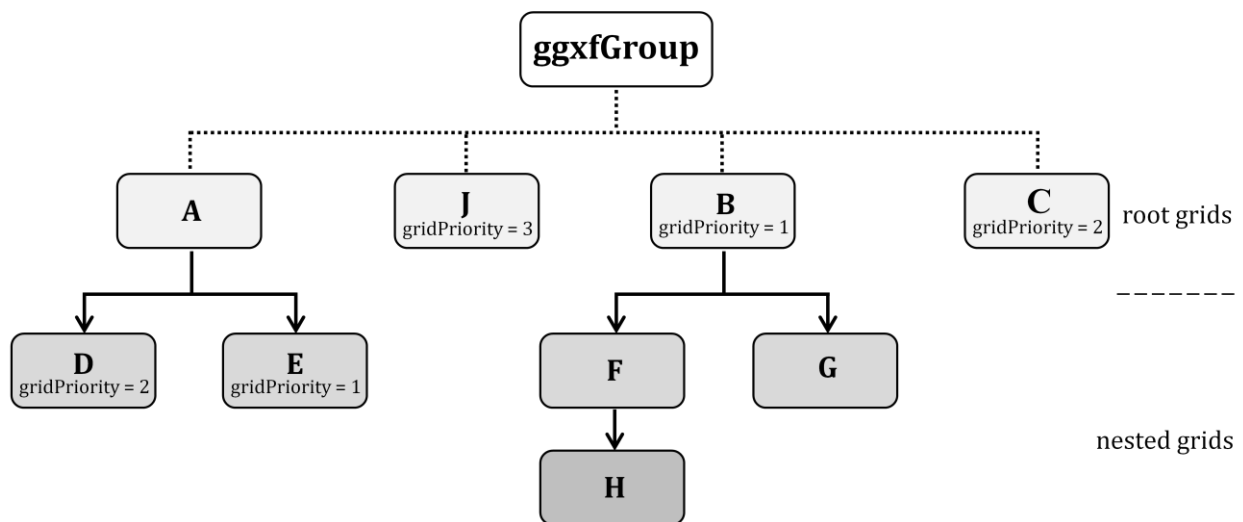 ggxfGroup
A
J
gridPriority = 3
B
gridPriority = 1
C
gridPriority = 2
root grids
D
gridPriority = 2
E
gridPriority = 1
F
G
nested grids
H